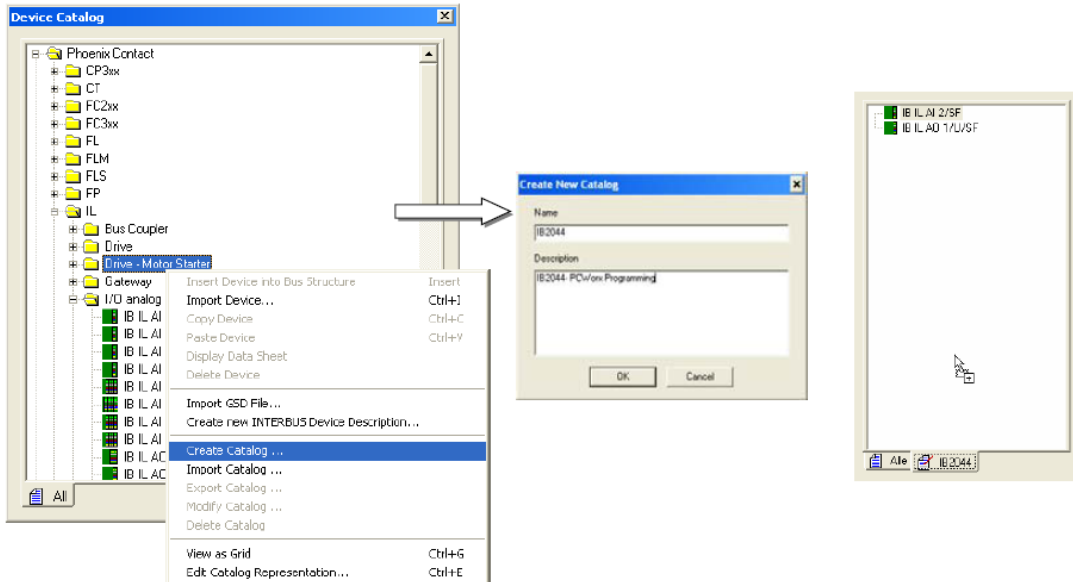 Device Catalog
Phoenix Contact
CP3xx
CT
FC2xx
FC3xx
FL
FLM
FLS
FP
IL
Bus Coupler
Drive
Drive - Motor Starter
Gateway
I/O analog
IB IL AI
IB IL AI
IB IL AI
IB IL AI
IB IL AI
IB IL AI
IB IL AI
IB IL AI
IB IL AO
IB IL AO
All
Insert Device into Bus Structure Insert
Import Device... Ctrl+I
Copy Device Ctrl+C
Paste Device Ctrl+V
Display Data Sheet
Delete Device
Import GSD File...
Create new INTERBUS Device Description...
Create Catalog ...
Import Catalog ...
Export Catalog ...
Modify Catalog ...
Delete Catalog
View as Grid Ctrl+G
Edit Catalog Representation... Ctrl+E
Create New Catalog
Name
IB2044
Description
IB2044- PCWorx Programming
OK Cancel
IB IL AI 2/SF
IB IL AO 1/U/SF
Alle IB2044